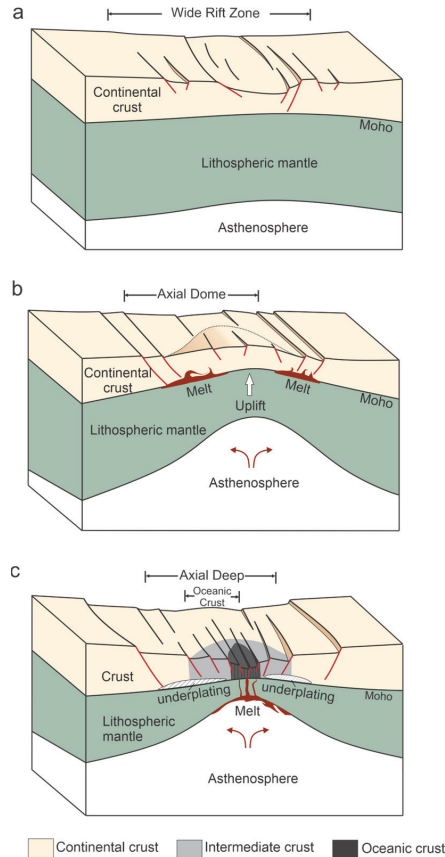 a
Wide Rift Zone
Continental
crust
Moho
Lithospheric mantle
Asthenosphere
b
Axial Dome
Continental
crust
Melt
Melt
Moho
Uplift
Lithospheric mantle
Asthenosphere
c
Axial Deep
Oceanic
Crust
Crust
underplating
underplating
Moho
Melt
Lithospheric
mantle
Asthenosphere
Continental crust
Intermediate crust
Oceanic crust